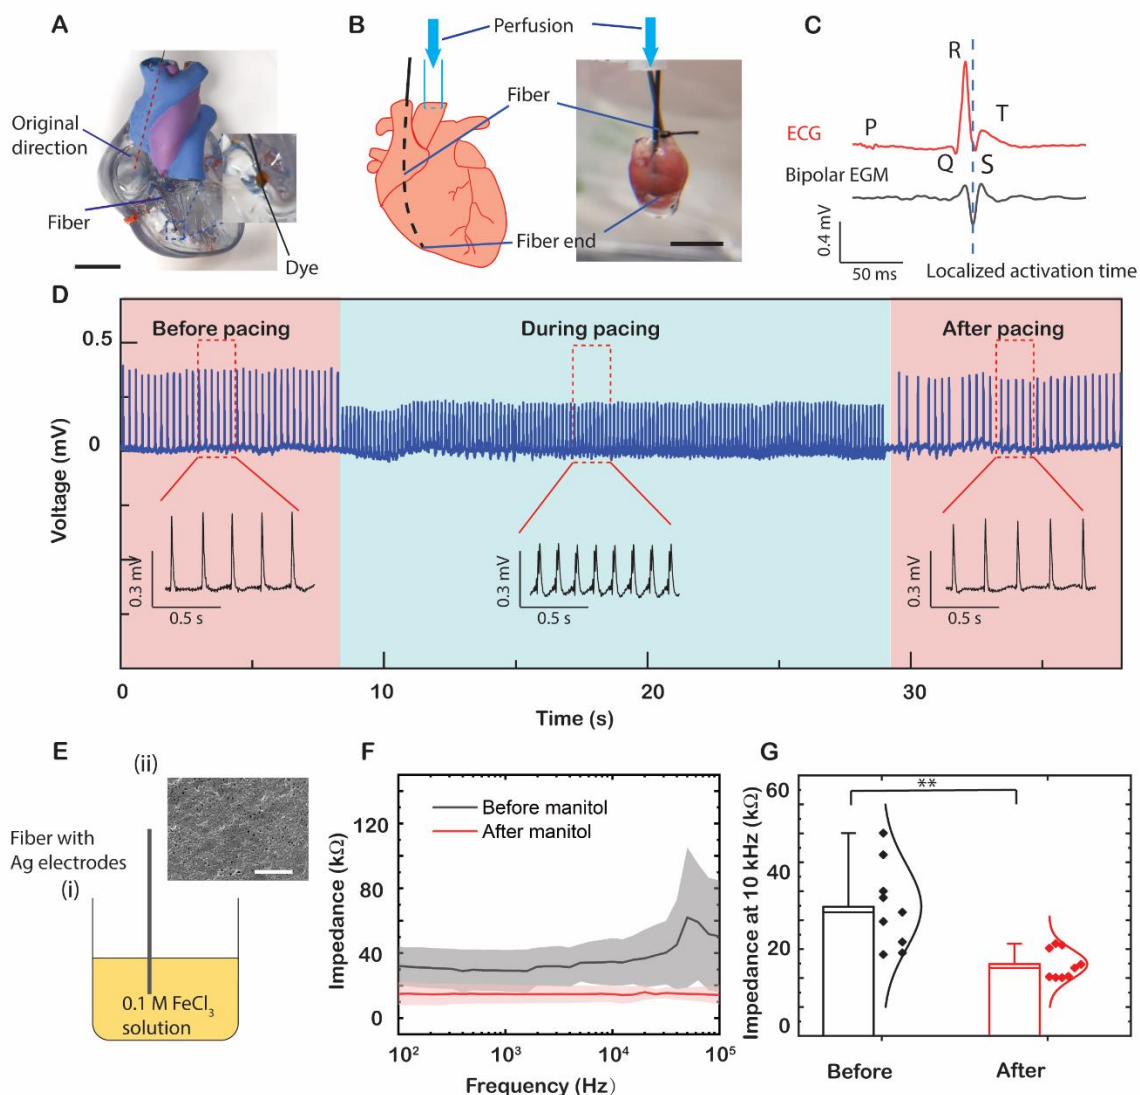 A
Original
direction
Fiber
Dye
B
Perfusion
Fiber
Fiber end
C
R
T
ECG
P
Q
S
Bipolar EGM
0.4 mV
50 ms
Localized activation time
D
Before pacing
During pacing
After pacing
0.5
0
Voltage (mV)
0.3 mV
0.5 s
0.3 mV
0.5 s
0.3 mV
0.5 s
0
10
20
30
Time (s)
E
(ii)
Fiber with
Ag electrodes
(i)
0.1 M FeCl₃
solution
F
Before manitol
After manitol
120
80
40
0
Impedance (kΩ)
10²
10³
10⁴
10⁵
Frequency (Hz）
G
**
60
40
20
0
Impedance at 10 kHz (kΩ)
Before
After